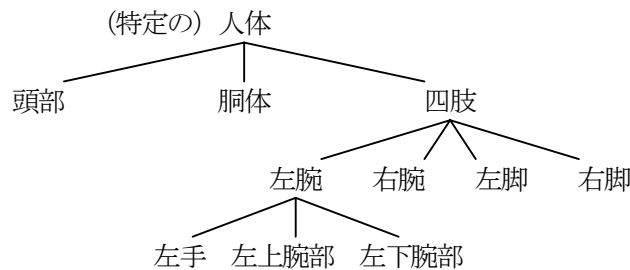 （特定の）人体
頭部 胴体 四肢
左腕 右腕 左脚 右脚
左手 左上腕部 左下腕部